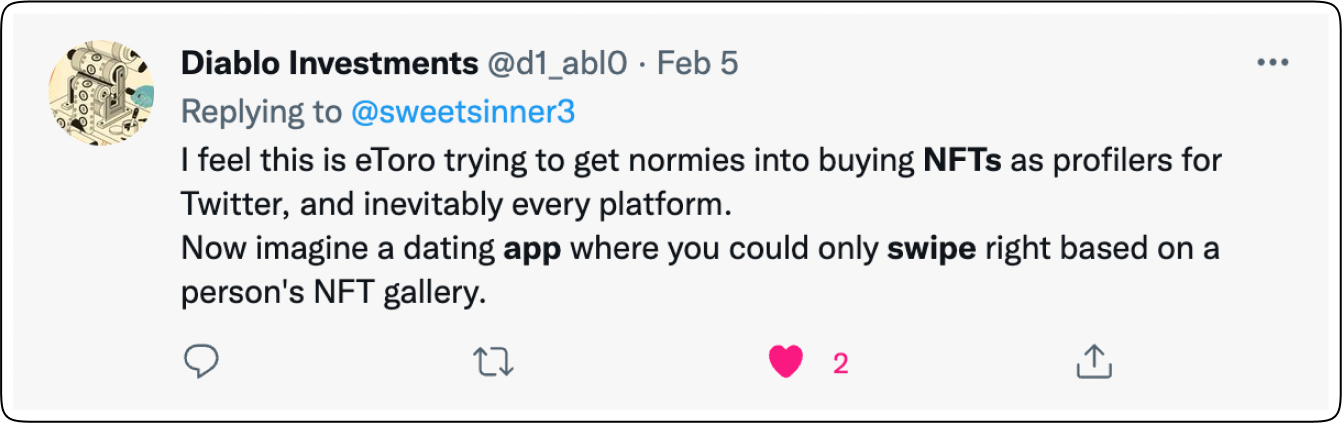 Diablo Investments @d1_abl0 · Feb 5
Replying to @sweetsinner3
I feel this is eToro trying to get normies into buying NFTs as profilers for
Twitter, and inevitably every platform.
Now imagine a dating app where you could only swipe right based on a
person's NFT gallery.
2